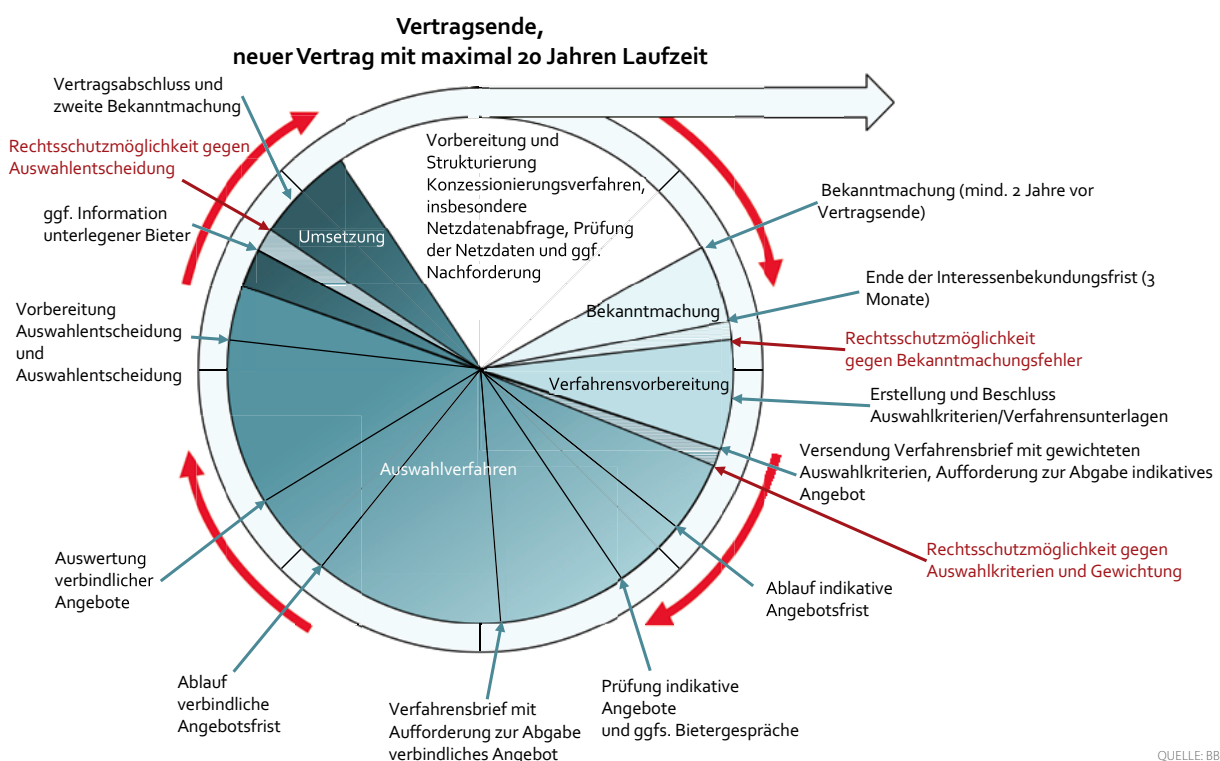 Vertragsende,
neuer Vertrag mit maximal 20 Jahren Laufzeit
Vertragsabschluss und
zweite Bekanntmachung
Rechtsschutzmöglichkeit gegen
Auswahlentscheidung
ggf. Information
unterlegener Bieter
Vorbereitung
Auswahlentscheidung
und
Auswahlentscheidung
Auswertung
verbindlicher
Angebote
Ablauf
verbindliche
Angebotsfrist
Verfahrensbrief mit
Aufforderung zur Abgabe
verbindliches Angebot
Prüfung indikative
Angebote
und ggfs. Bietergespräche
Ablauf indikative
Angebotsfrist
Rechtsschutzmöglichkeit gegen
Auswahlkriterien und Gewichtung
Versendung Verfahrensbrief mit gewichteten
Auswahlkriterien, Aufforderung zur Abgabe indikatives
Angebot
Erstellung und Beschluss
Auswahlkriterien/Verfahrensunterlagen
Rechtsschutzmöglichkeit
gegen Bekanntmachungsfehler
Ende der Interessenbekundungsfrist (3
Monate)
Bekanntmachung (mind. 2 Jahre vor
Vertragsende)
Vorbereitung und
Strukturierung
Konzessionierungsverfahren,
insbesondere
Netzdatenabfrage, Prüfung
der Netzdaten und ggf.
Nachforderung
Umsetzung
Bekanntmachung
Verfahrensvorbereitung
Auswahlverfahren
QUELLE: BB